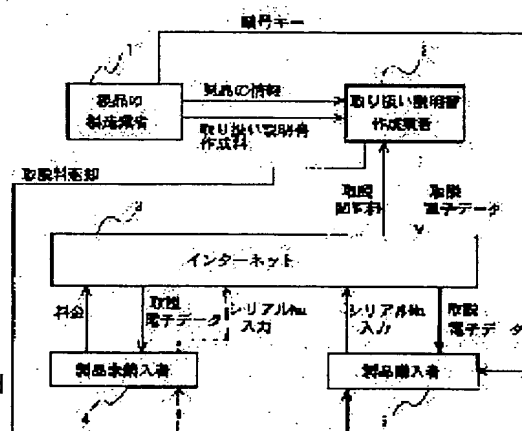 暗号キー
1
2
製品の
製造業者
製品の情報
取り扱い説明書
作成料
取り扱い説明書
作成業者
取説料返却
取説
閲覧料
取説
電子データ
3
インターネット
料金
取説
電子データ
シリアルNo.
入力
シリアルNo.
入力
取説
電子データ
製品未購入者
製品購入者
4
5